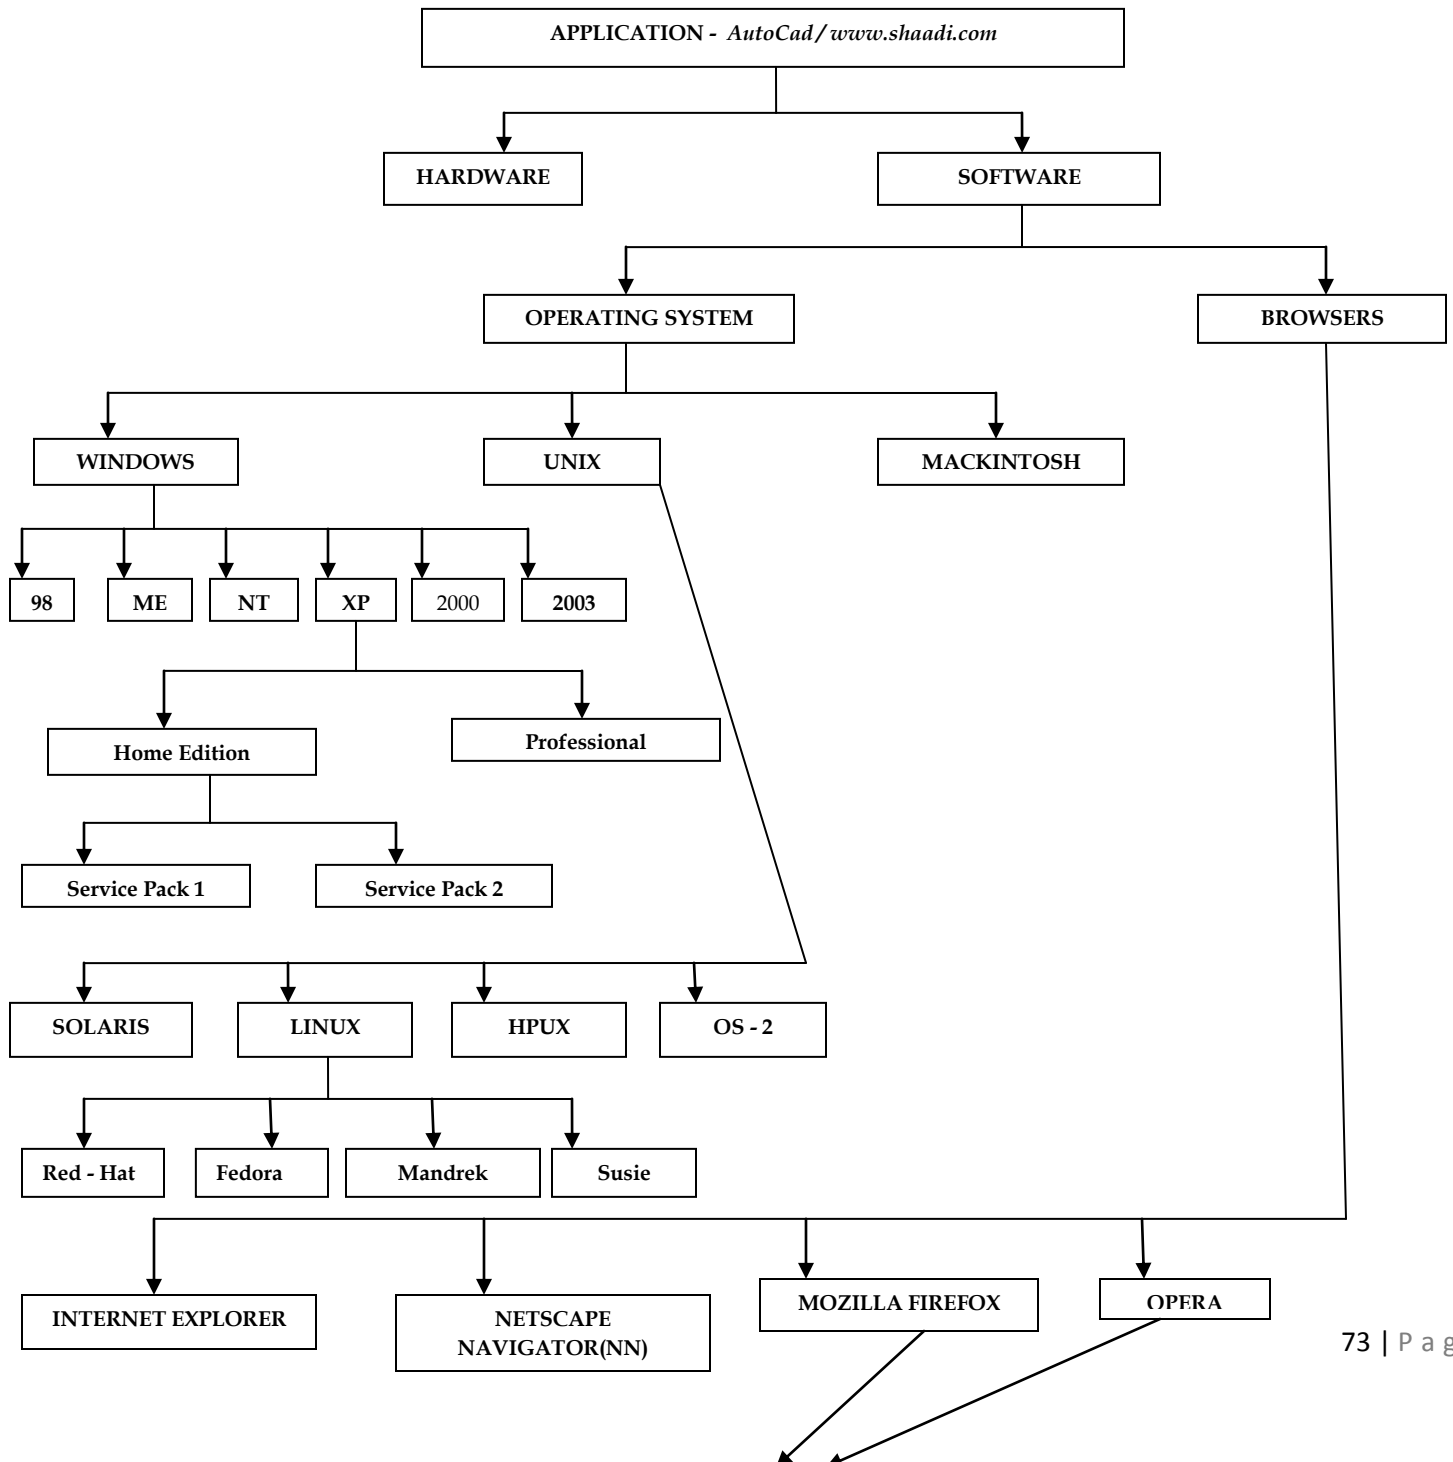 APPLICATION - AutoCad / www.shaadi.com
HARDWARE
SOFTWARE
OPERATING SYSTEM
BROWSERS
WINDOWS
UNIX
MACKINTOSH
98
ME
NT
XP
2000
2003
Home Edition
Professional
Service Pack 1
Service Pack 2
SOLARIS
LINUX
HPUX
OS - 2
Red - Hat
Fedora
Mandrek
Susie
INTERNET EXPLORER
NETSCAPE
NAVIGATOR(NN)
MOZILLA FIREFOX
OPERA
73 | P a g